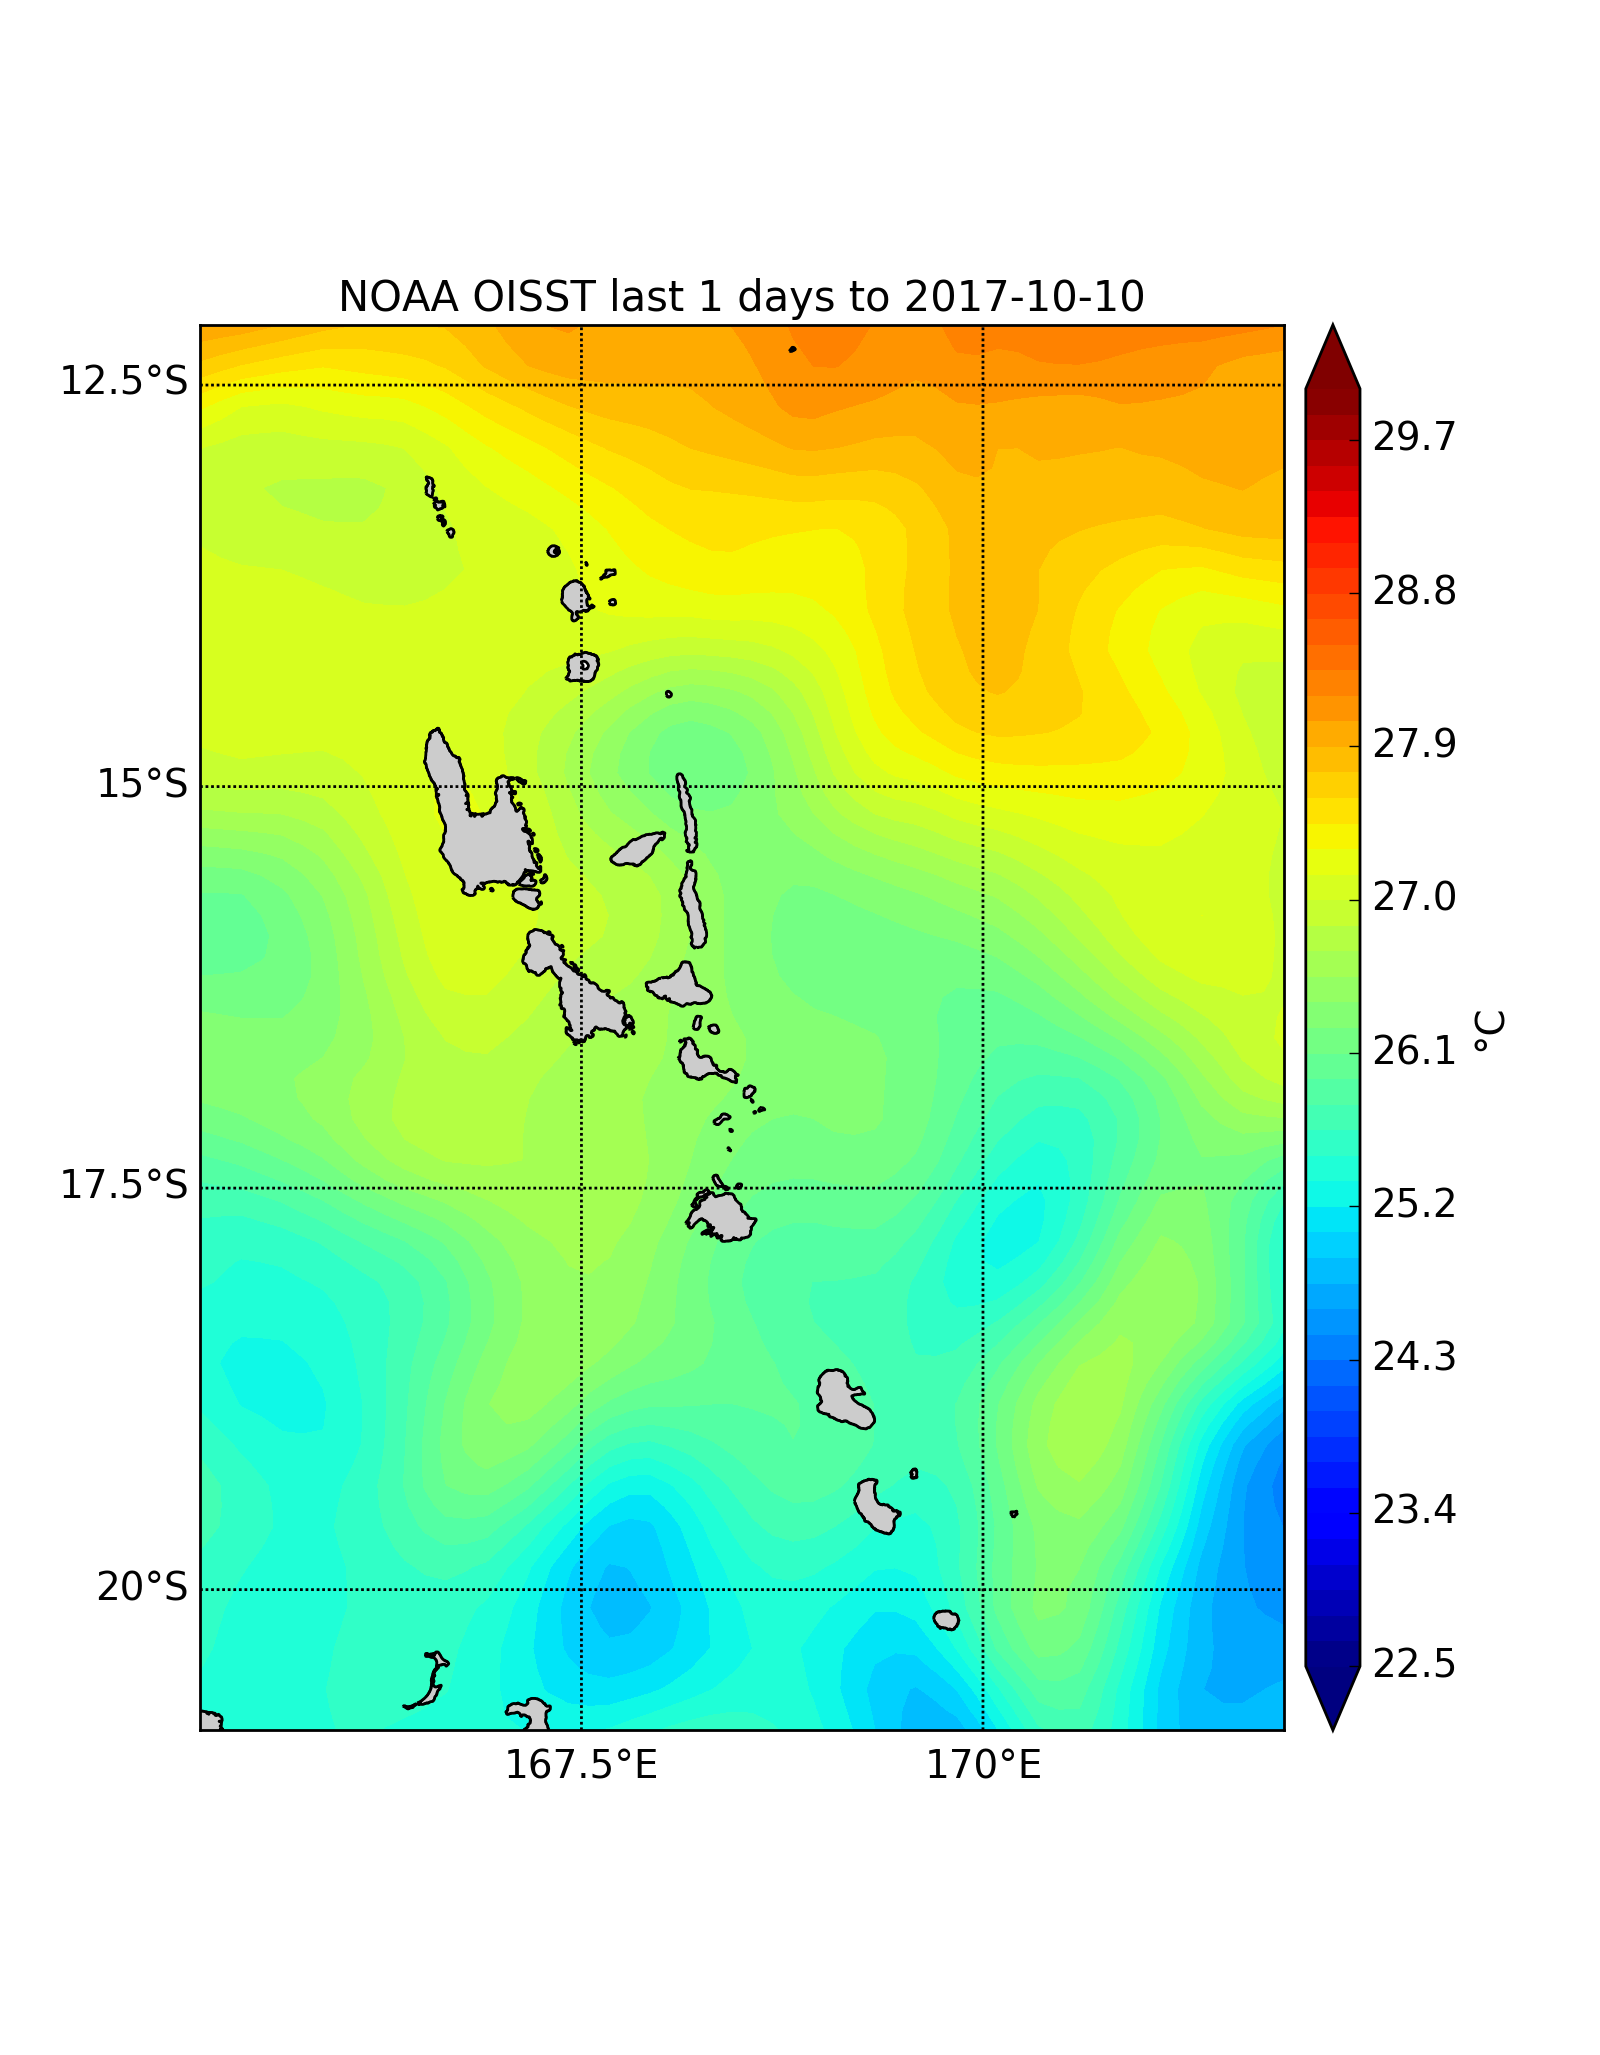 NOAA OISST last 1 days to 2017-10-10
12.5°S
15°S
17.5°S
20°S
167.5°E
170°E
29.7
28.8
27.9
27.0
26.1
25.2
24.3
23.4
22.5
°C